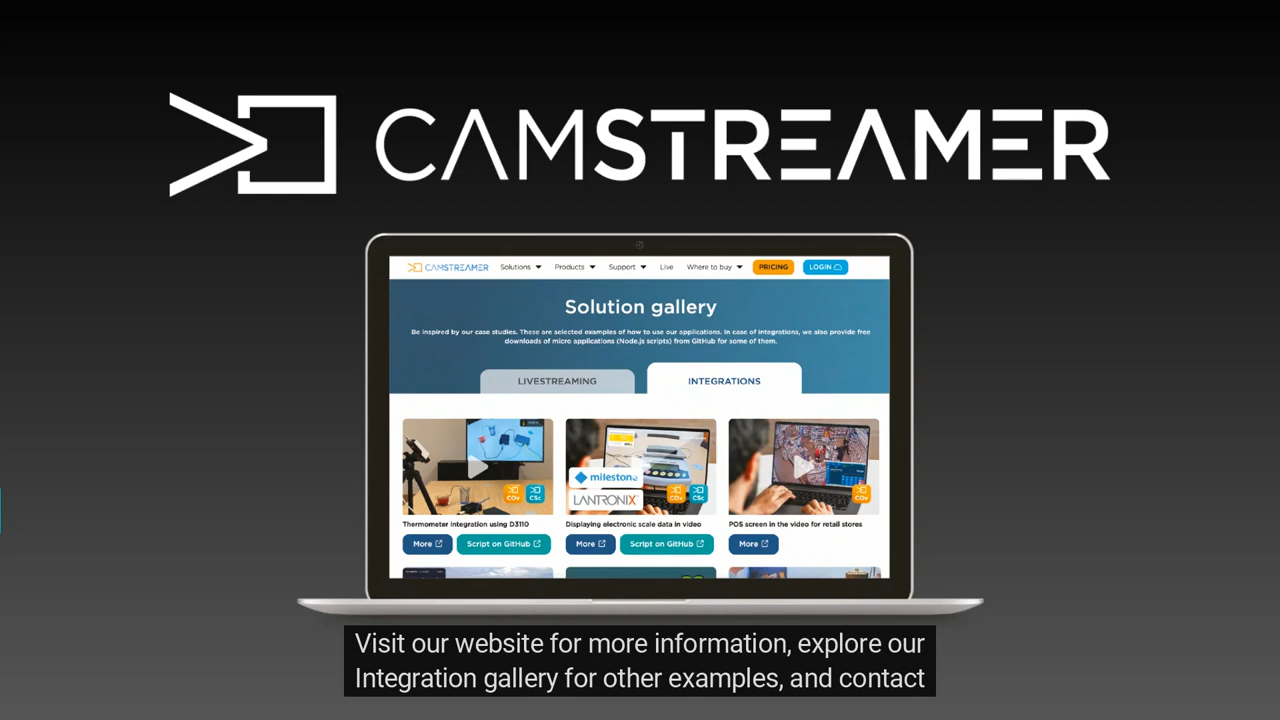 CAMSTREAMER
CAMSTREAMER Solutions Products Support Live Where to buy PRICING LOGIN
Solution gallery
Be inspired by our case studies. These are selected examples of how to use our applications. In case of integrations, we also provide free
downloads of micro applications (Node.js scripts) from GitHub for some of them.
LIVESTREAMING INTEGRATIONS
milestone
LANTRONIX
COv CSc COv CSc COv
Thermometer integration using D3110 Displaying electronic scale data in video POS screen in the video for retail stores
More Script on GitHub More Script on GitHub More
Visit our website for more information, explore our
Integration gallery for other examples, and contact